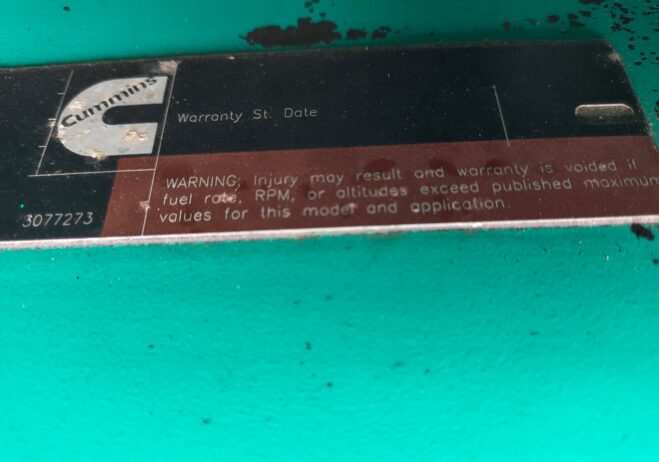 Cummins
Warranty St. Date
WARNING; Injury may result and warranty is voided if
fuel rate, RPM, or altitudes exceed published maximum
values for this model and application.
3077273